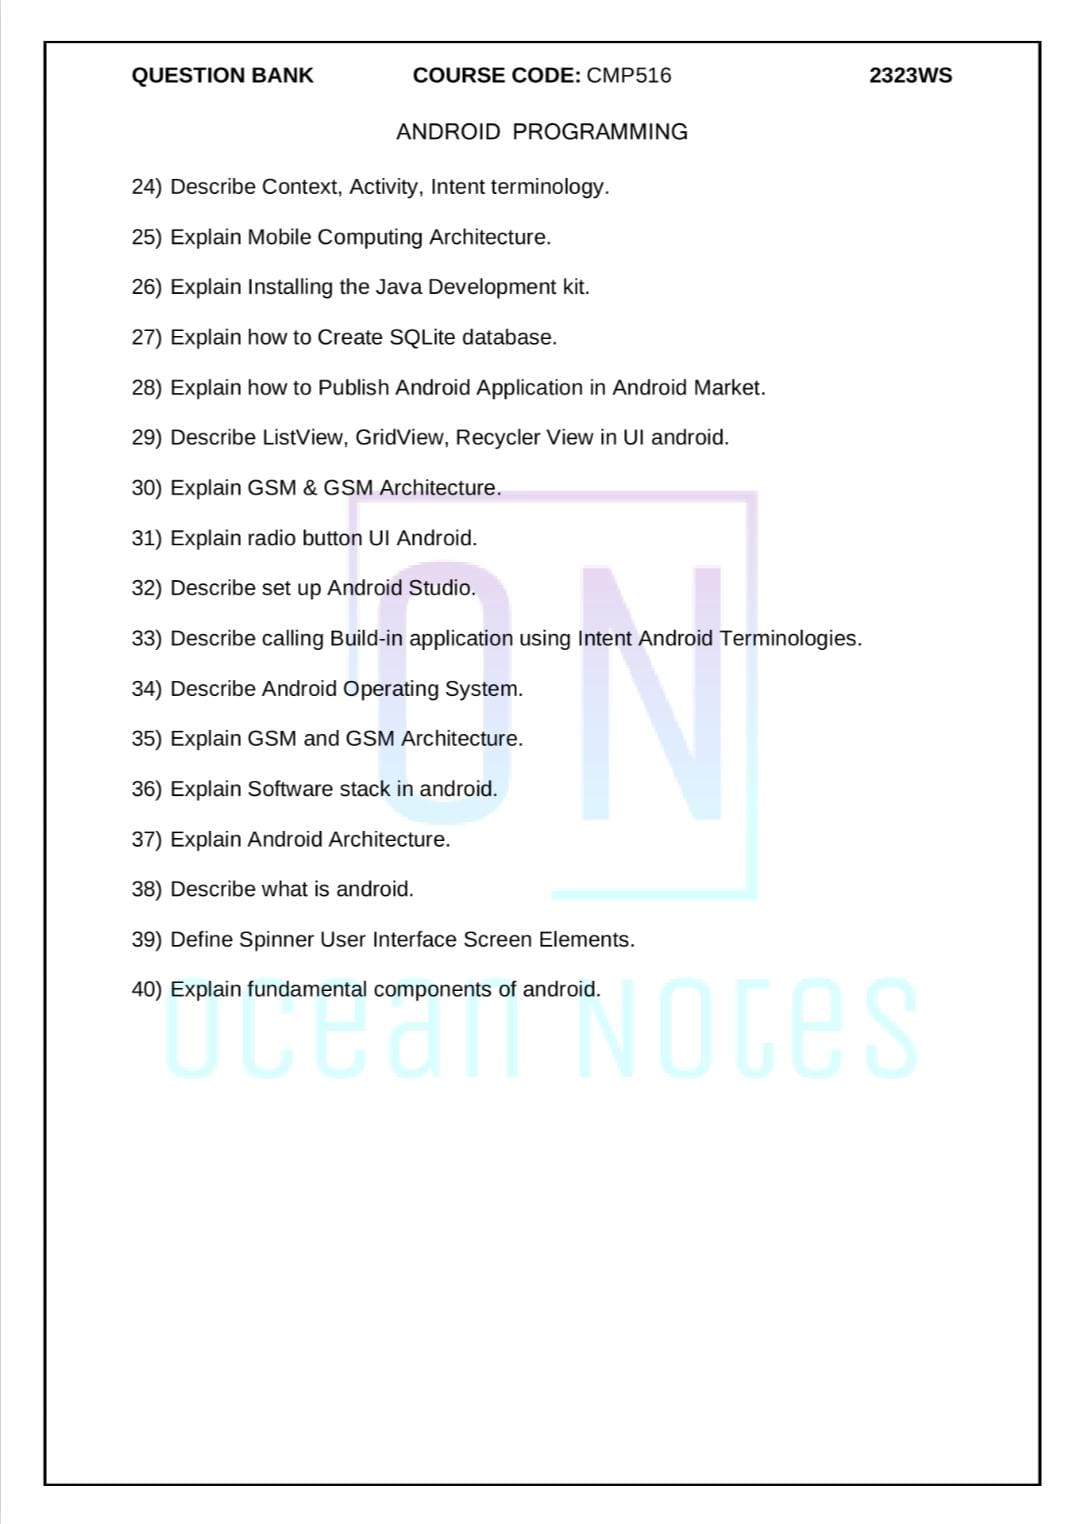 QUESTION BANK COURSE CODE: CMP516 2323WS
ANDROID PROGRAMMING
24) Describe Context, Activity, Intent terminology.
25) Explain Mobile Computing Architecture.
26) Explain Installing the Java Development kit.
27) Explain how to Create SQLite database.
28) Explain how to Publish Android Application in Android Market.
29) Describe ListView, GridView, Recycler View in UI android.
30) Explain GSM & GSM Architecture.
31) Explain radio button UI Android.
32) Describe set up Android Studio.
33) Describe calling Build-in application using Intent Android Terminologies.
34) Describe Android Operating System.
35) Explain GSM and GSM Architecture.
36) Explain Software stack in android.
37) Explain Android Architecture.
38) Describe what is android.
39) Define Spinner User Interface Screen Elements.
40) Explain fundamental components of android.
ON
Ocean Notes